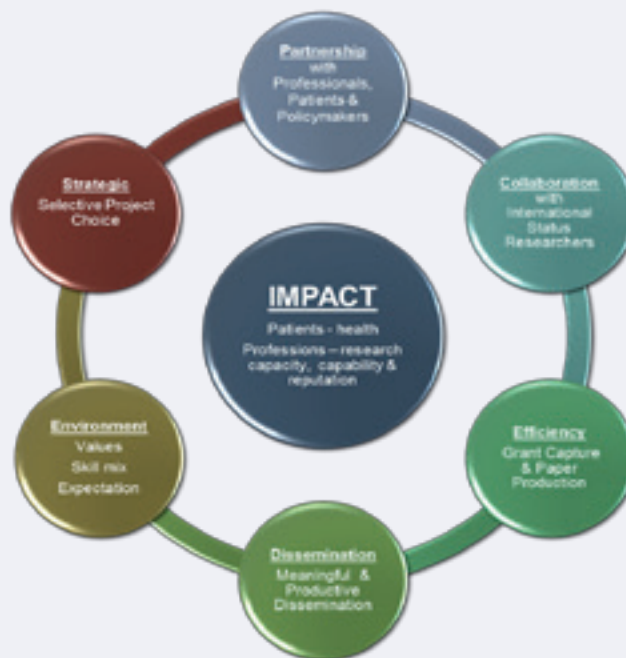 Partnership
with
Professionals,
Patients &
Policymakers
Strategic
Selective Project
Choice
Collaboration
with
International
Status
Researchers
IMPACT
Patients - health
Professions – research
capacity, capability &
reputation
Environment
Values
Skill mix
Expectation
Efficiency
Grant Capture
& Paper
Production
Dissemination
Meaningful &
Productive
Dissemination